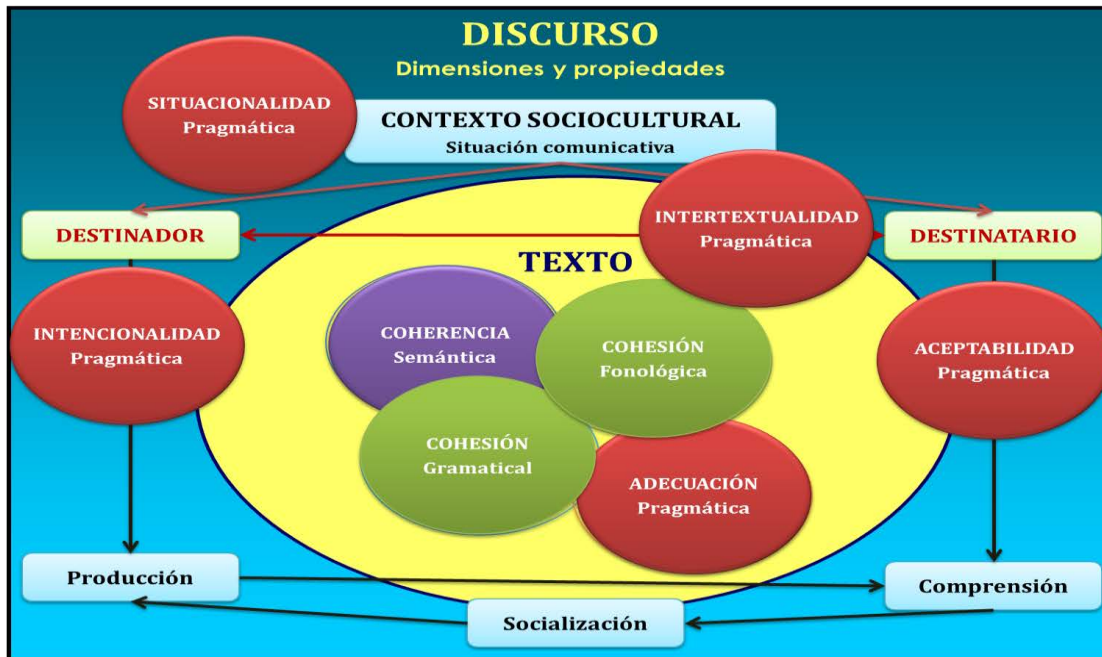 DISCURSO
Dimensiones y propiedades
SITUACIONALIDAD
Pragmática
CONTEXTO SOCIOCULTURAL
Situación comunicativa
DESTINADOR
INTERTEXTUALIDAD
Pragmática
DESTINATARIO
TEXTO
INTENCIONALIDAD
Pragmática
COHERENCIA
Semántica
COHESIÓN
Fonológica
ACEPTABILIDAD
Pragmática
COHESIÓN
Gramatical
ADECUACIÓN
Pragmática
Producción
Comprensión
Socialización